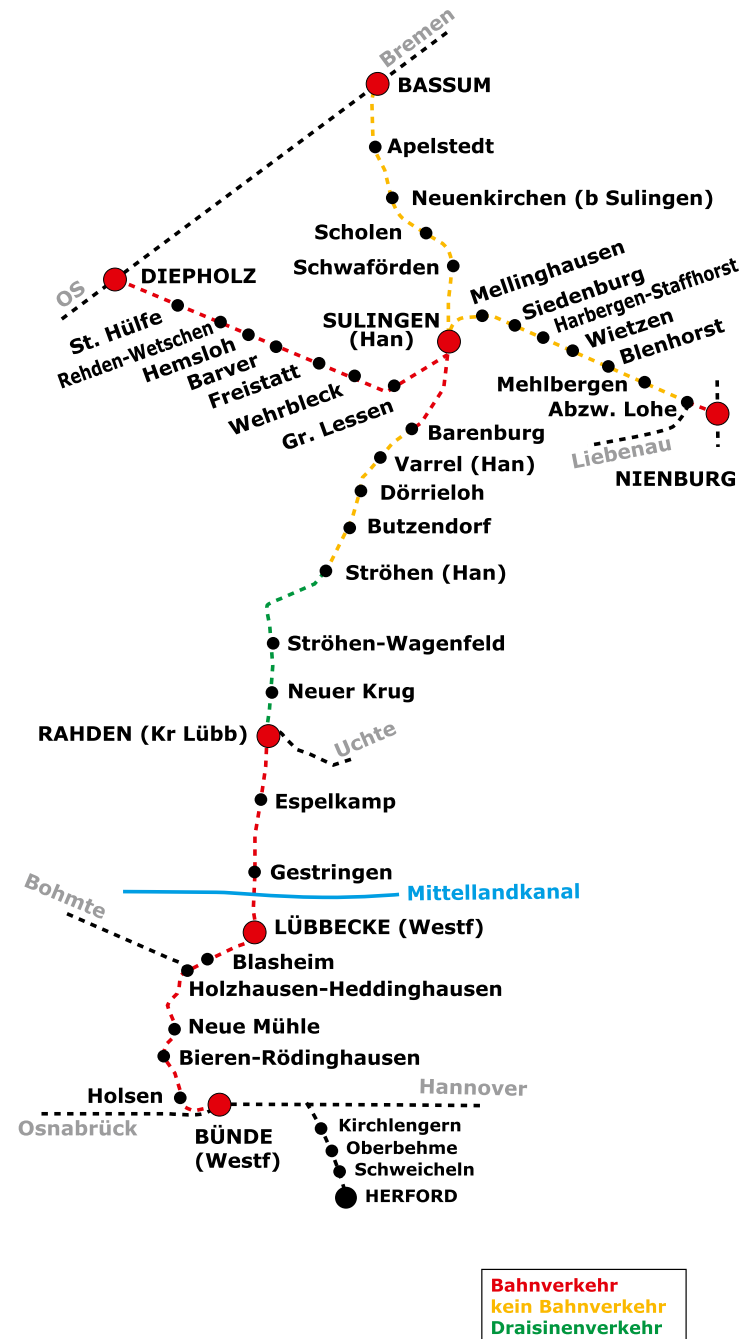 Bremen
BASSUM
Apelstedt
Neuenkirchen (b Sulingen)
Scholen
Schwaförden
OS
DIEPHOLZ
St. Hülfe
Rehden-Wetschen
Hemsloh
Barver
Freistatt
Wehrbleck
Gr. Lessen
SULINGEN
(Han)
Mellinghausen
Siedenburg
Harbergen-Staffhorst
Wietzen
Blenhorst
Mehlbergen
Abzw. Lohe
Liebenau
NIENBURG
Barenburg
Varrel (Han)
Dörrieloh
Butzendorf
Ströhen (Han)
Ströhen-Wagenfeld
Neuer Krug
RAHDEN (Kr Lübb)
Uchte
Espelkamp
Gestringen
Mittellandkanal
Bohmte
LÜBBECKE (Westf)
Blasheim
Holzhausen-Heddinghausen
Neue Mühle
Bieren-Rödinghausen
Holsen
Hannover
Osnabrück
BÜNDE
(Westf)
Kirchlengern
Oberbehme
Schweicheln
HERFORD
Bahnverkehr
kein Bahnverkehr
Draisinenverkehr